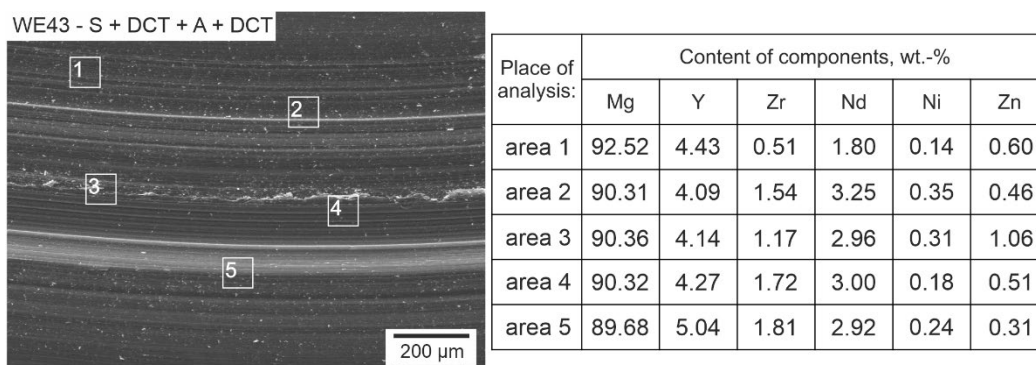 WE43 - S + DCT + A + DCT
1
2
3
4
5
200 µm
Place of analysis: Content of components, wt.-%
Mg Y Zr Nd Ni Zn
area 1 92.52 4.43 0.51 1.80 0.14 0.60
area 2 90.31 4.09 1.54 3.25 0.35 0.46
area 3 90.36 4.14 1.17 2.96 0.31 1.06
area 4 90.32 4.27 1.72 3.00 0.18 0.51
area 5 89.68 5.04 1.81 2.92 0.24 0.31